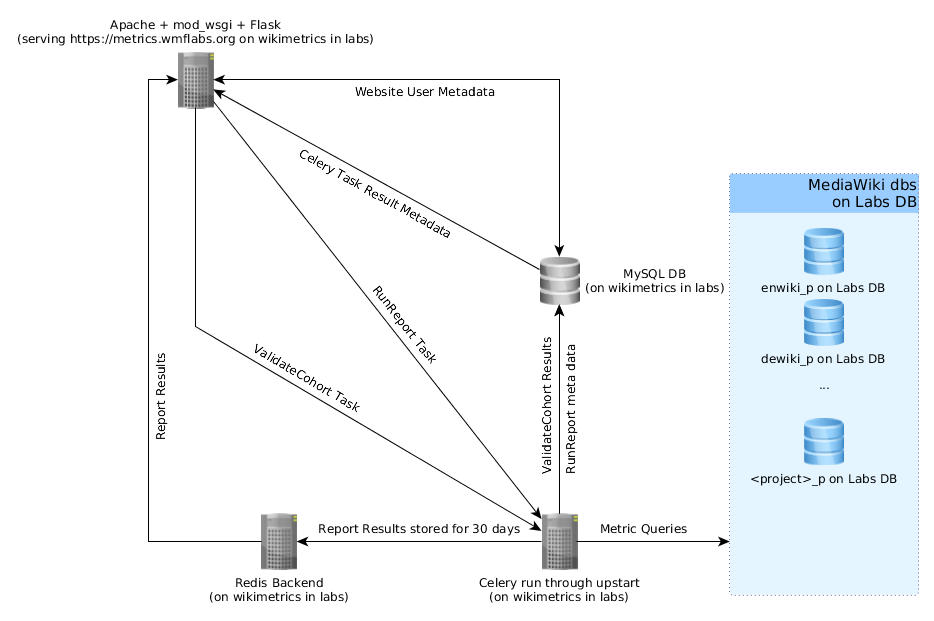 Apache + mod_wsgi + Flask
(serving https://metrics.wmflabs.org on wikimetrics in labs)
Website User Metadata
Celery Task Result Metadata
MediaWiki dbs
on Labs DB
MySQL DB
(on wikimetrics in labs)
enwiki_p on Labs DB
dewiki_p on Labs DB
...
<project>_p on Labs DB
RunReport Task
ValidateCohort Task
Report Results
ValidateCohort Results
RunReport meta data
Report Results stored for 30 days
Metric Queries
Redis Backend
(on wikimetrics in labs)
Celery run through upstart
(on wikimetrics in labs)